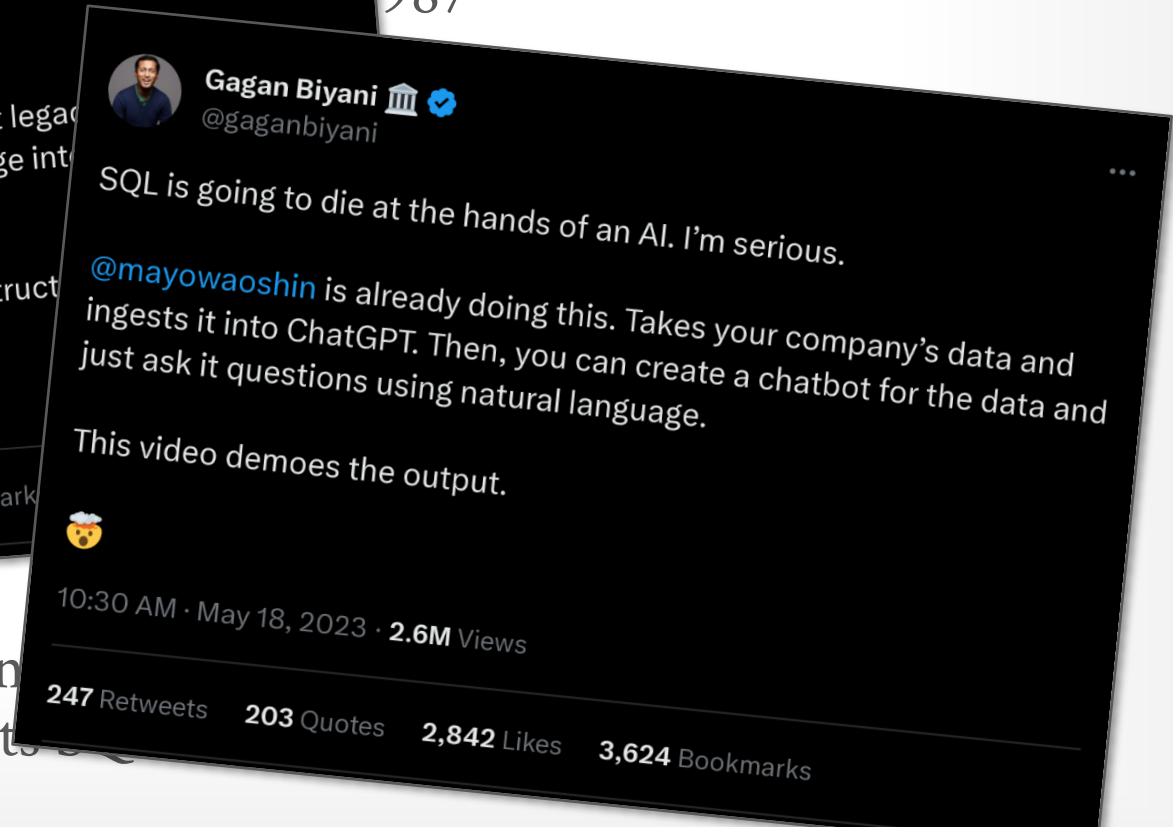 987
Gagan Biyani 🏛
@gaganbiyani
SQL is going to die at the hands of an AI. I’m serious.
@mayowaoshin is already doing this. Takes your company’s data and
ingests it into ChatGPT. Then, you can create a chatbot for the data and
just ask it questions using natural language.
This video demoes the output.
🤯
10:30 AM · May 18, 2023 · 2.6M Views
247 Retweets 203 Quotes 2,842 Likes 3,624 Bookmarks